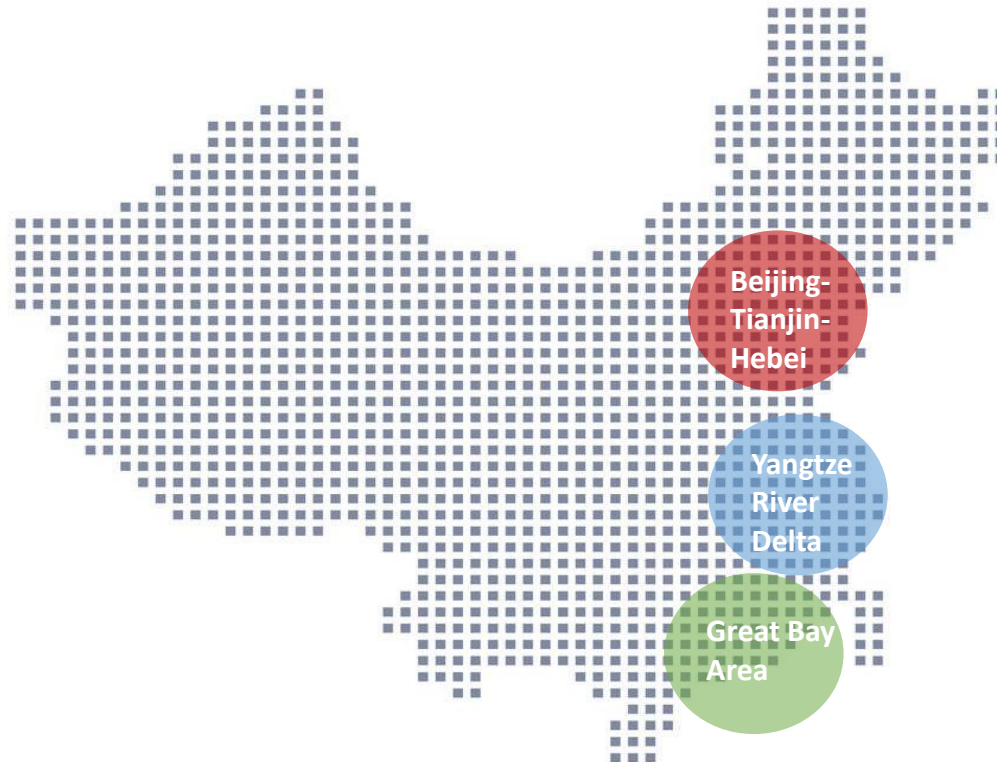 Beijing-
Tianjin-
Hebei
Yangtze
River
Delta
Great Bay
Area